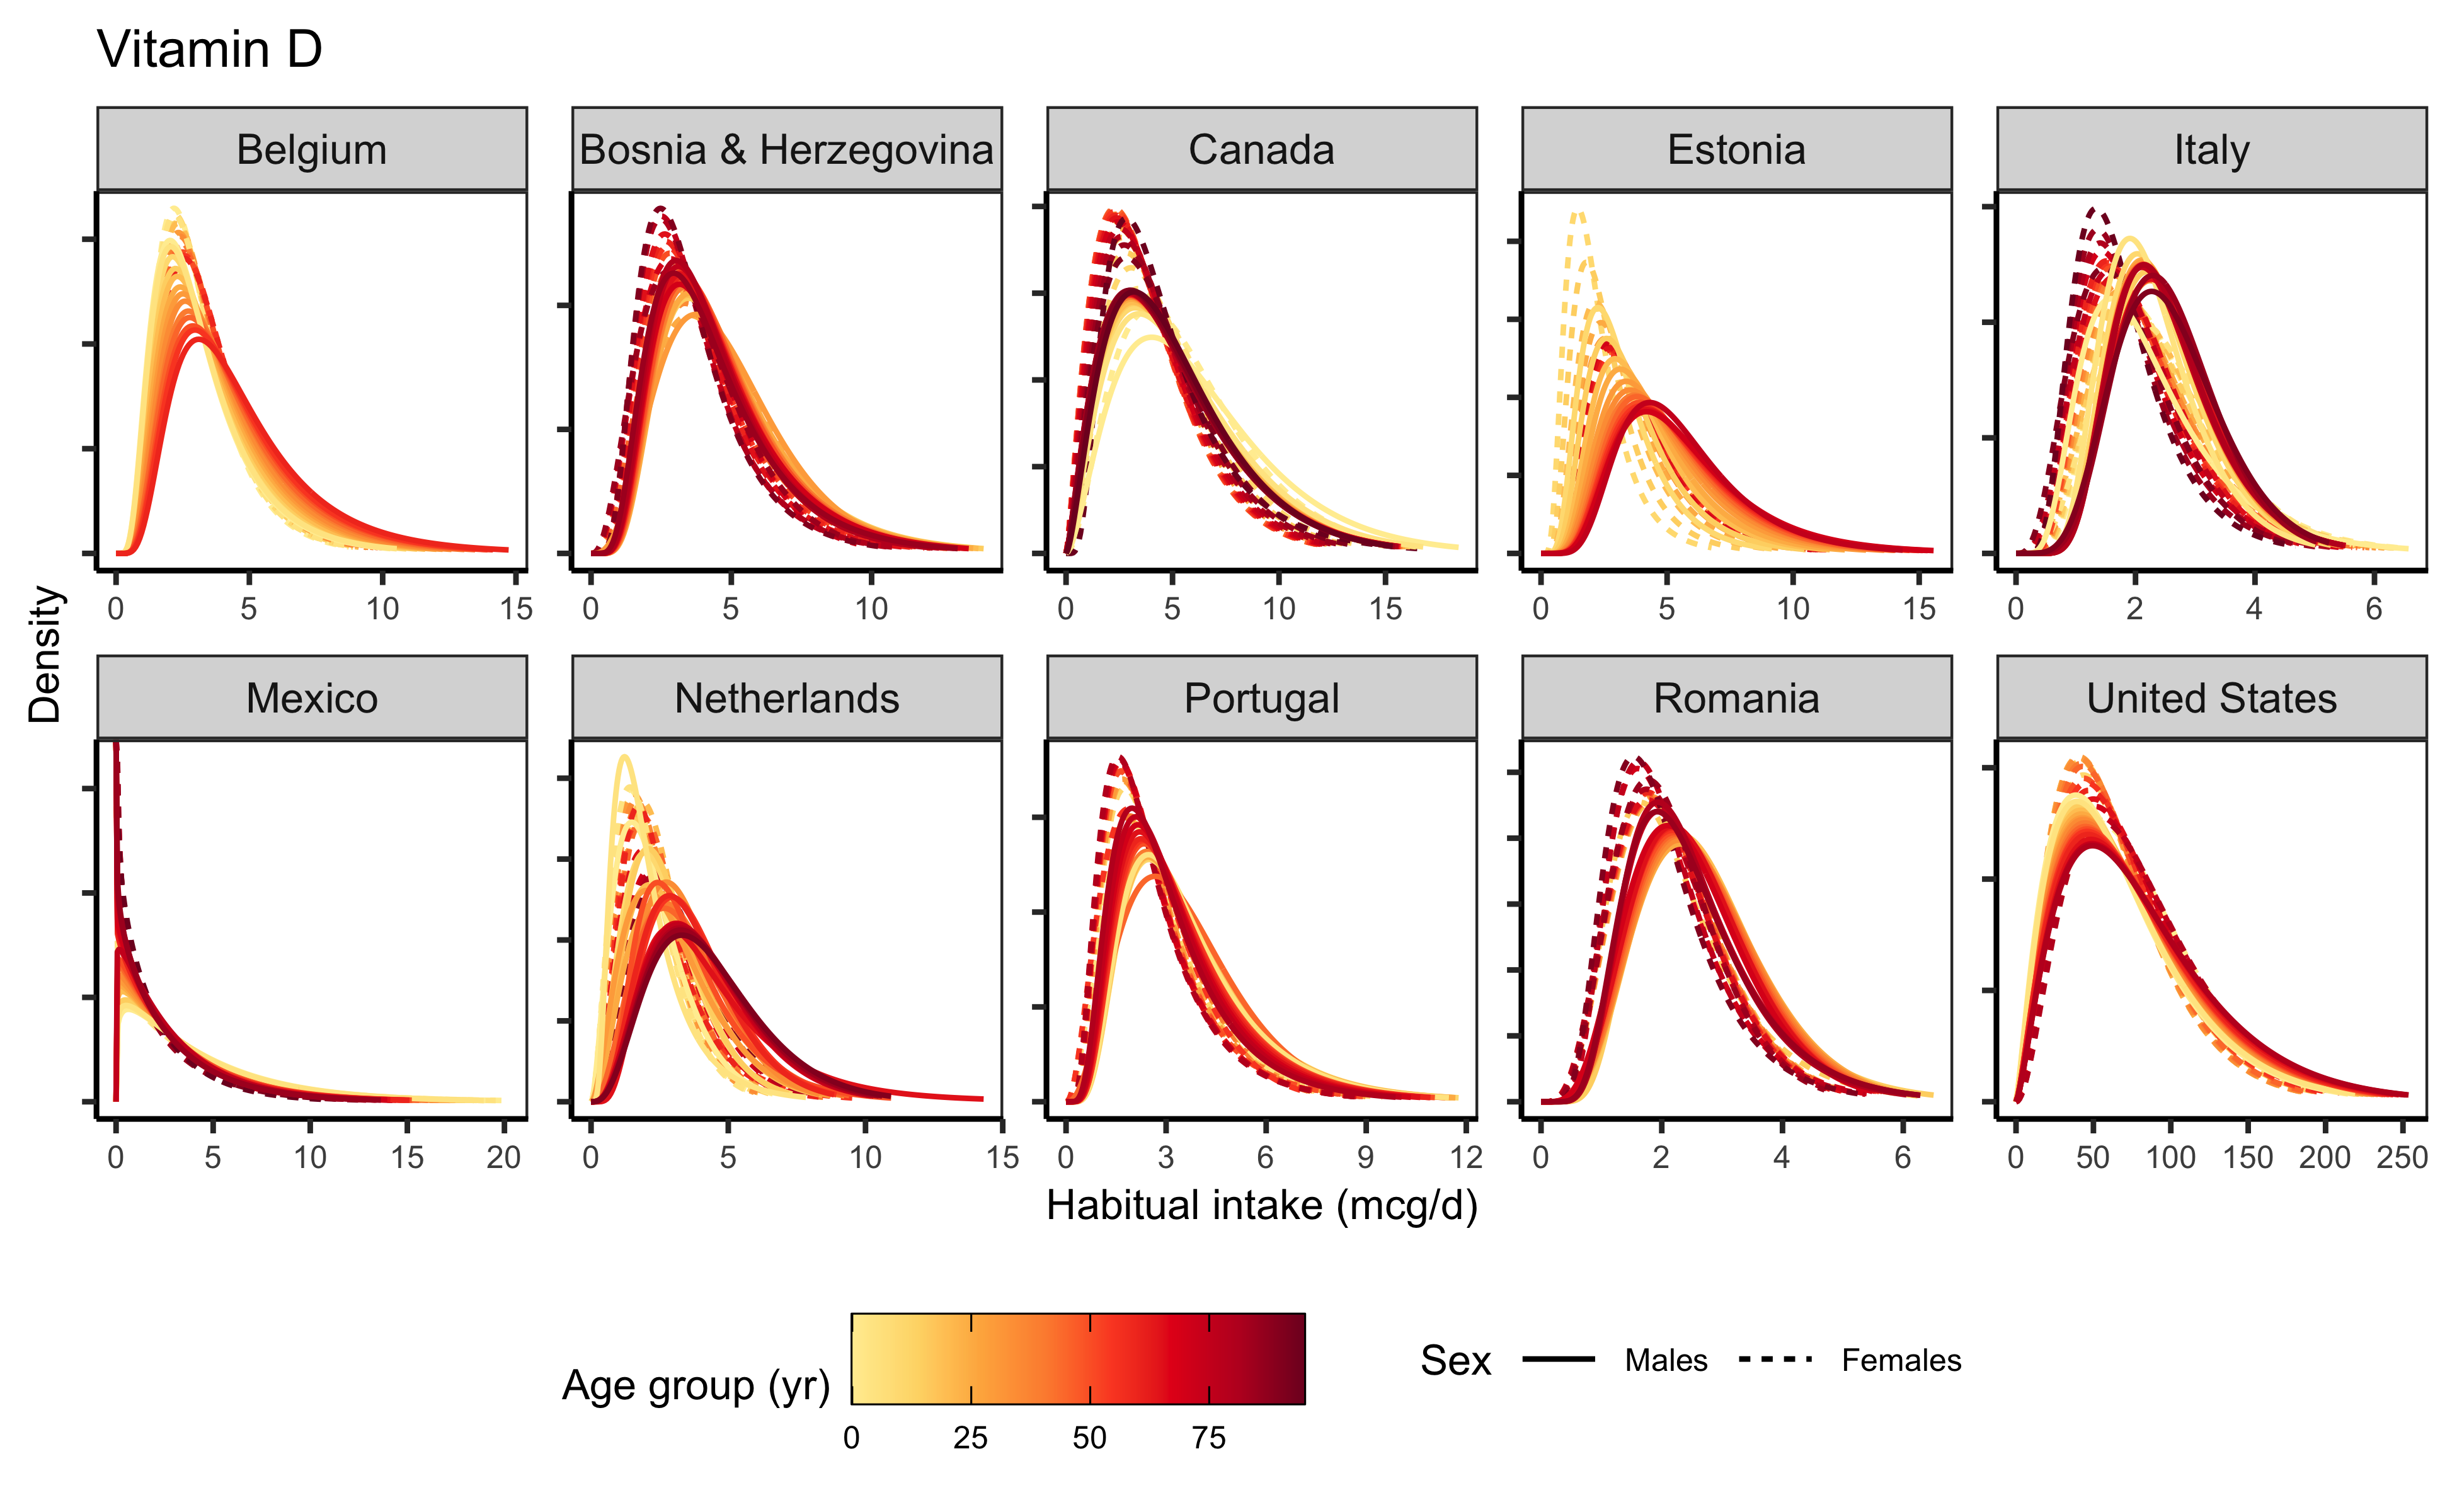 Vitamin D
Belgium
Bosnia & Herzegovina
Canada
Estonia
Italy
0 5 10 15
0 5 10
0 5 10 15
0 5 10 15
0 2 4 6
Density
Mexico
Netherlands
Portugal
Romania
United States
0 5 10 15 20
0 5 10 15
0 3 6 9 12
0 2 4 6
0 50 100 150 200 250
Habitual intake (mcg/d)
Age group (yr)
0 25 50 75
Sex
Males
Females